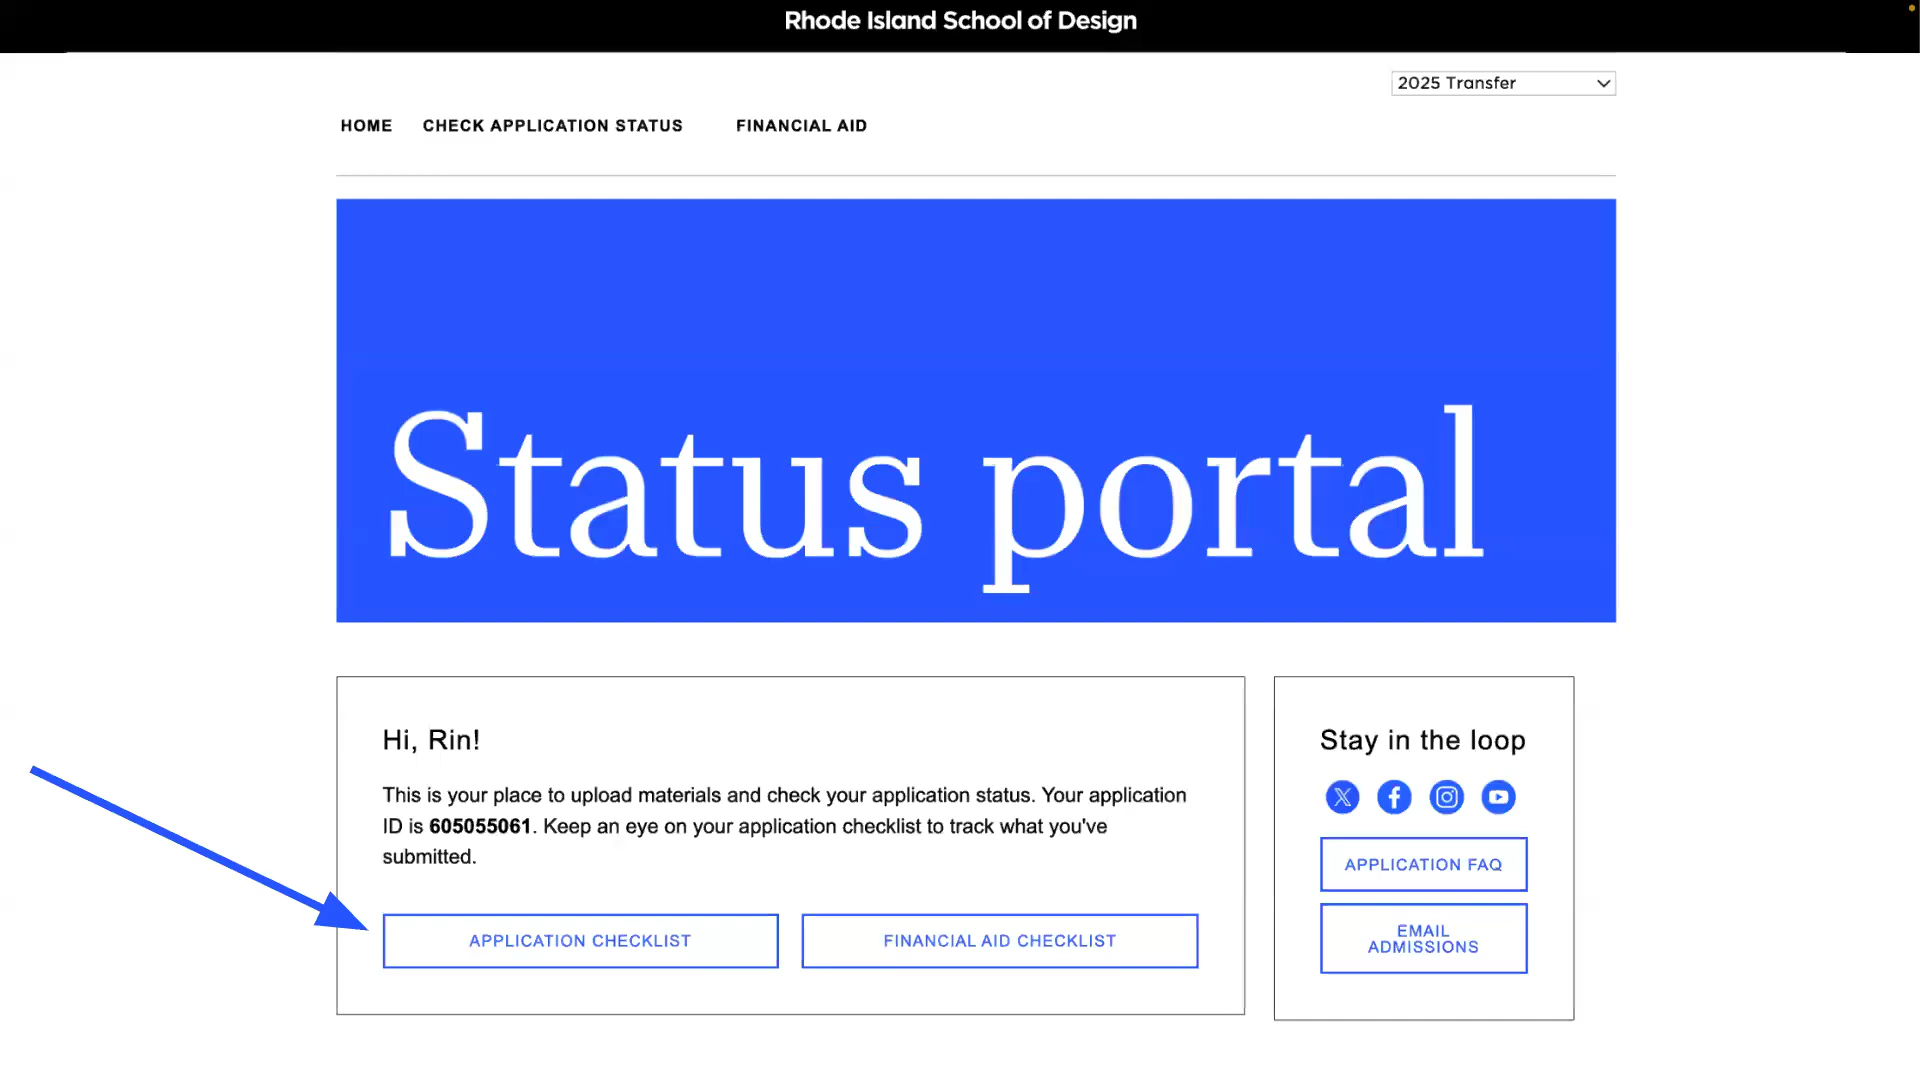 Rhode Island School of Design
2025 Transfer
HOME CHECK APPLICATION STATUS FINANCIAL AID
Status portal
Hi, Rin!
This is your place to upload materials and check your application status. Your application
ID is 605055061. Keep an eye on your application checklist to track what you've
submitted.
APPLICATION CHECKLIST FINANCIAL AID CHECKLIST
Stay in the loop
APPLICATION FAQ
EMAIL
ADMISSIONS